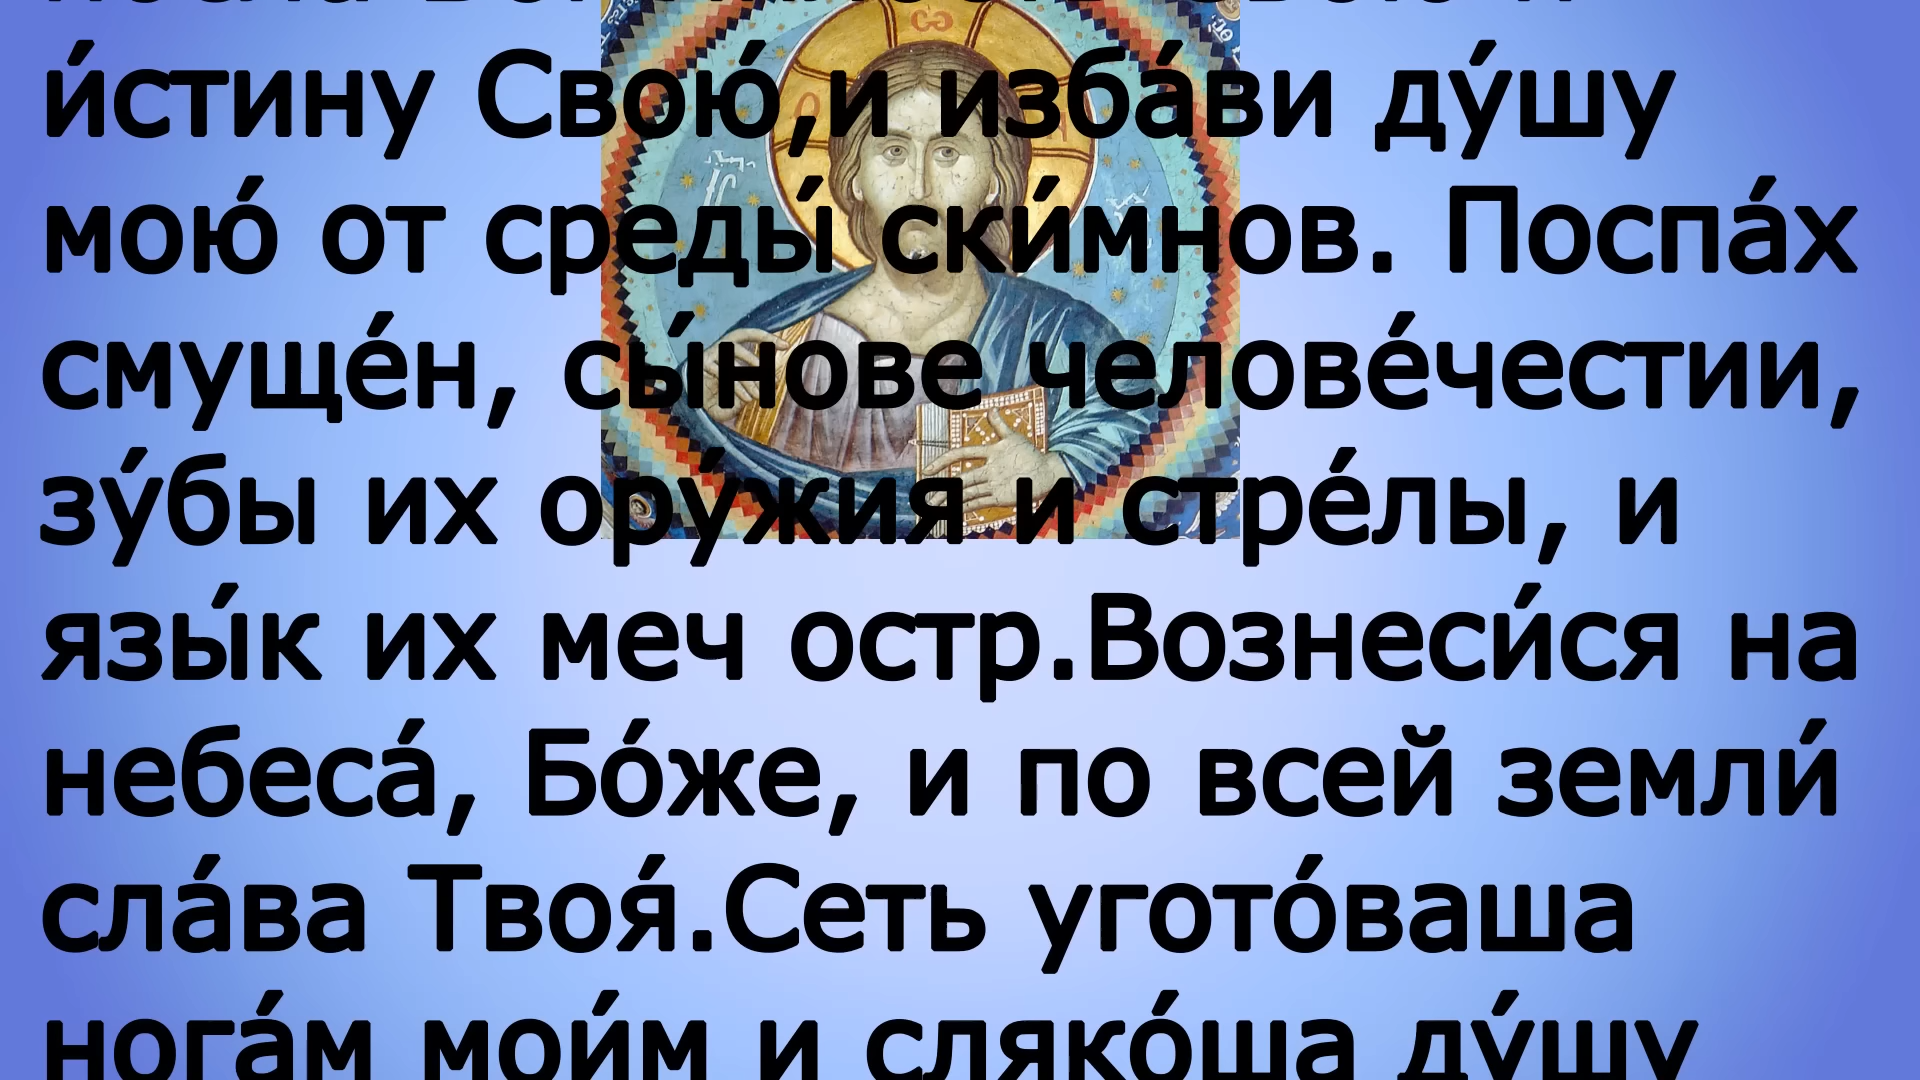 и́стину Свою́,и изба́ви ду́шу
мою́ от среды́ ски́мнов. Поспа́х
смуще́н, сы́нове челове́честии,
зу́бы их ору́жия и стре́лы, и
язы́к их меч остр.Вознеси́ся на
небеса́, Бо́же, и по всей земли́
сла́ва Твоя́.Сеть угото́ваша
нога́м мои́м и сляко́ша ду́шу